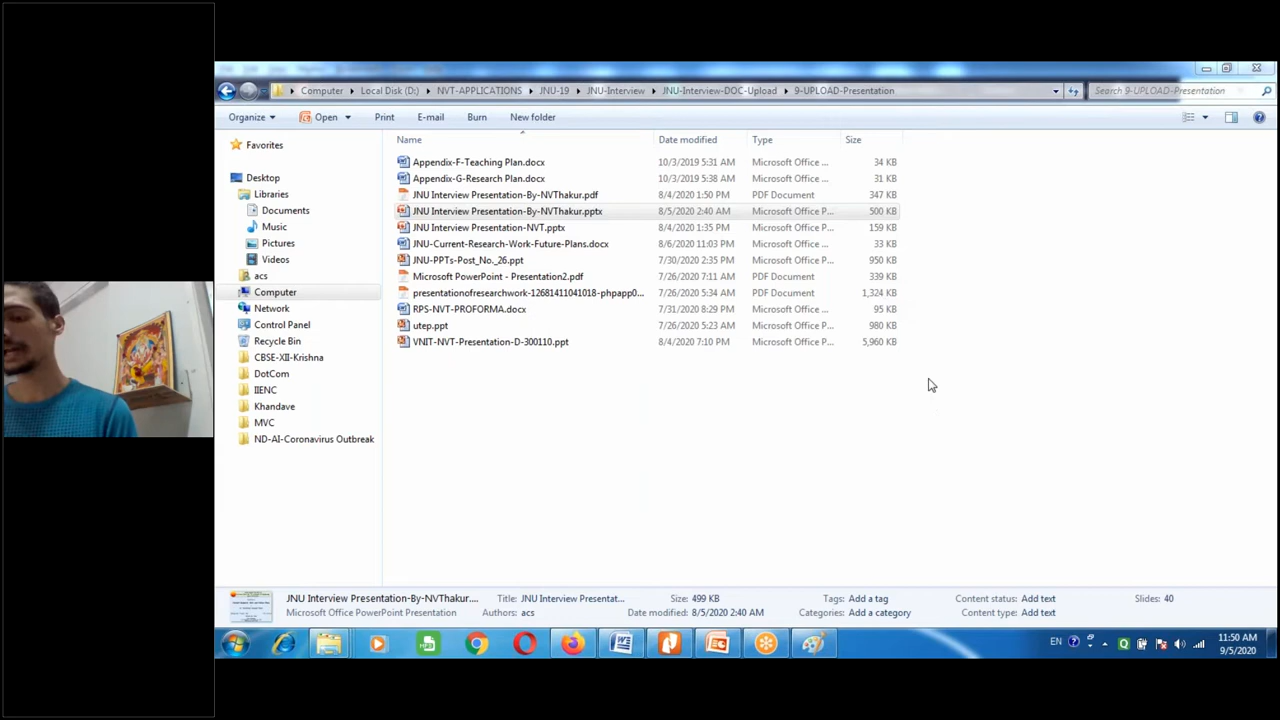 Computer ▸ Local Disk (D:) ▸ NVT-APPLICATIONS ▸ JNU-19 ▸ JNU-Interview ▸ JNU-Interview-DOC-Upload ▸ 9-UPLOAD-Presentation
Search 9-UPLOAD-Presentation
Organize Open Print E-mail Burn New folder
Name Date modified Type Size
Favorites
Desktop
Libraries
Documents
Music
Pictures
Videos
acs
Computer
Network
Control Panel
Recycle Bin
CBSE-XII-Krishna
DotCom
IIENC
Khandave
MVC
ND-AI-Coronavirus Outbreak
Appendix-F-Teaching Plan.docx 10/3/2019 5:31 AM Microsoft Office ... 34 KB
Appendix-G-Research Plan.docx 10/3/2019 5:38 AM Microsoft Office ... 31 KB
JNU Interview Presentation-By-NVThakur.pdf 8/4/2020 1:50 PM PDF Document 347 KB
JNU Interview Presentation-By-NVThakur.pptx 8/5/2020 2:40 AM Microsoft Office P... 500 KB
JNU Interview Presentation-NVT.pptx 8/4/2020 1:35 PM Microsoft Office P... 159 KB
JNU-Current-Research-Work-Future-Plans.docx 8/6/2020 11:03 PM Microsoft Office ... 33 KB
JNU-PPTs-Post_No._26.ppt 7/30/2020 2:35 PM Microsoft Office P... 950 KB
Microsoft PowerPoint - Presentation2.pdf 7/26/2020 7:11 AM PDF Document 339 KB
presentationofresearchwork-12681411041018-phpapp0... 7/26/2020 5:34 AM PDF Document 1,324 KB
RPS-NVT-PROFORMA.docx 7/31/2020 8:29 PM Microsoft Office ... 95 KB
utep.ppt 7/26/2020 5:23 AM Microsoft Office P... 980 KB
VNIT-NVT-Presentation-D-300110.ppt 8/4/2020 7:10 PM Microsoft Office P... 5,960 KB
JNU Interview Presentation-By-NVThakur.... Title: JNU Interview Presentat... Size: 499 KB Tags: Add a tag Content status: Add text Slides: 40
Microsoft Office PowerPoint Presentation Authors: acs Date modified: 8/5/2020 2:40 AM Categories: Add a category Content type: Add text
EN 11:50 AM
9/5/2020